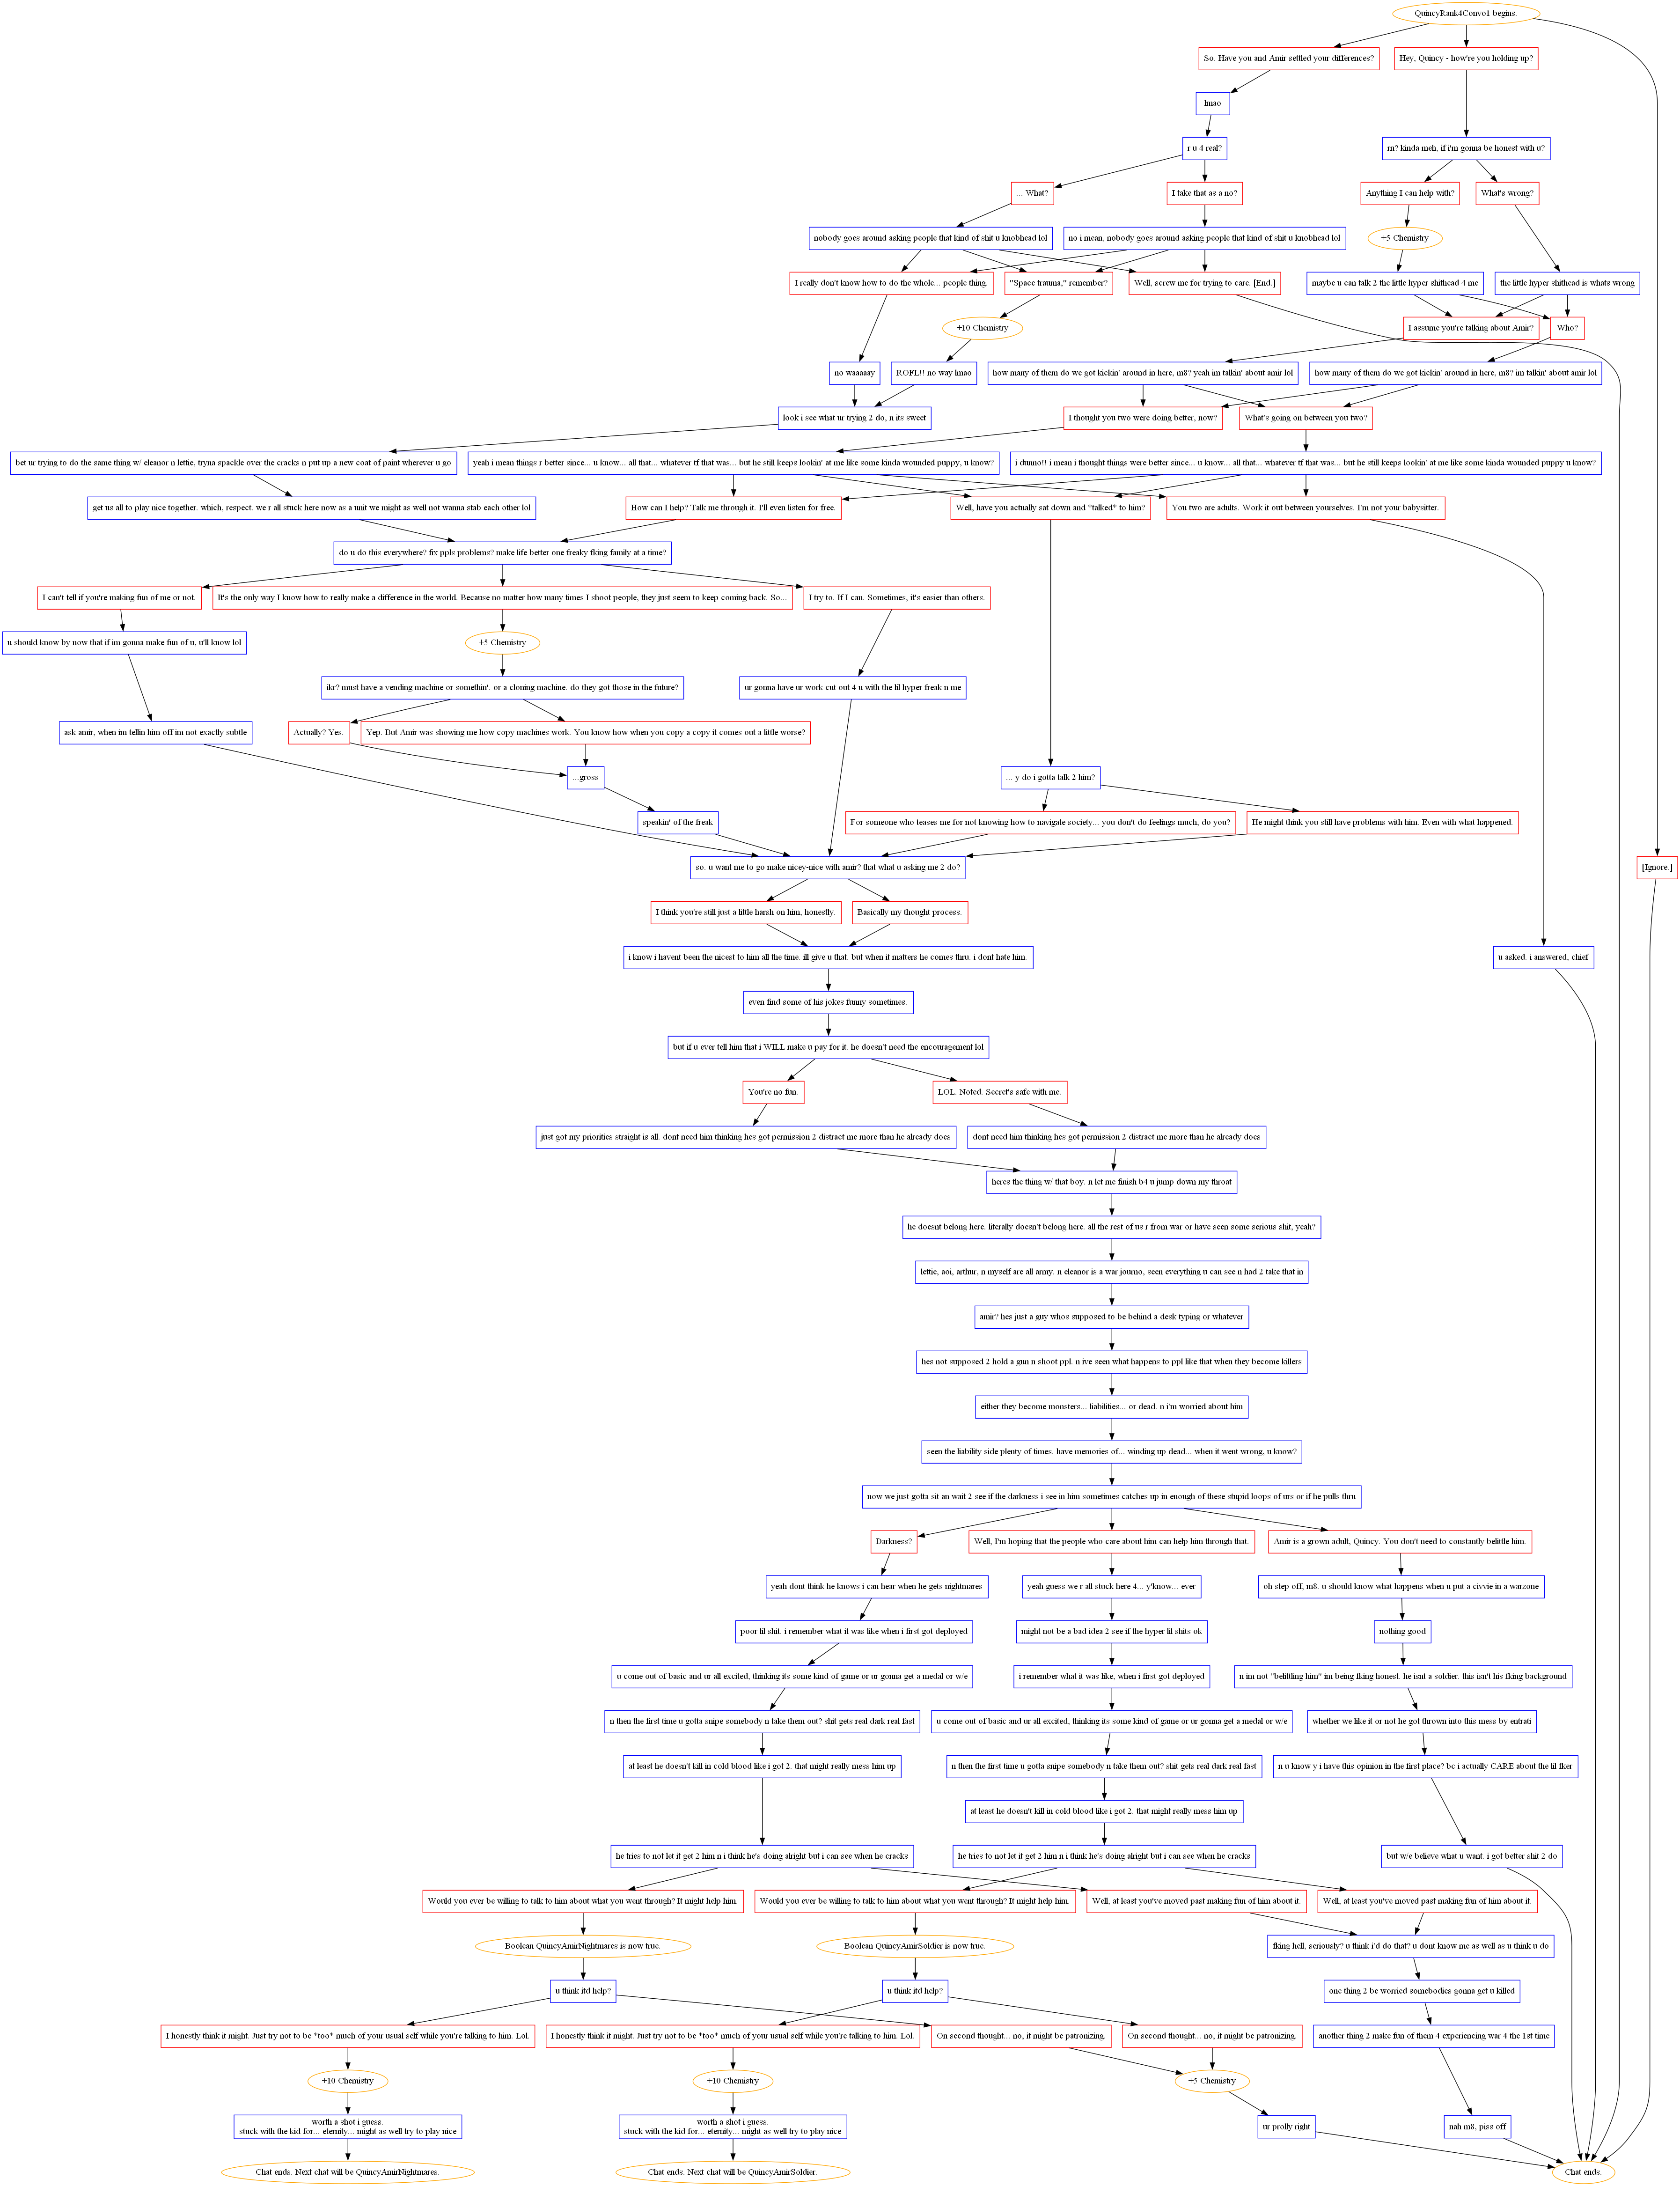 QuincyRank4Convo1 begins.
So. Have you and Amir settled your differences?
Hey, Quincy - how're you holding up?
lmao
r u 4 real?
m? kinda meh, if i'm gonna be honest with u?
... What?
I take that as a no?
Anything I can help with?
What's wrong?
nobody goes around asking people that kind of shit u knobhead lol
no i mean, nobody goes around asking people that kind of shit u knobhead lol
+5 Chemistry
I really don't know how to do the whole... people thing.
"Space trauma," remember?
Well, screw me for trying to care. [End.]
maybe u can talk 2 the little hyper shithead 4 me
the little hyper shithead is whats wrong
+10 Chemistry
I assume you're talking about Amir?
Who?
no waaaaay
ROFL!! no way lmao
how many of them do we got kickin' around in here, m8? yeah im talkin' about amir lol
how many of them do we got kickin' around in here, m8? im talkin' about amir lol
look i see what ur trying 2 do, n its sweet
I thought you two were doing better, now?
What's going on between you two?
bet ur trying to do the same thing w/ eleanor n lettie, tryna spackle over the cracks n put up a new coat of paint wherever u go
yeah i mean things r better since... u know... all that... whatever tf that was... but he still keeps lookin' at me like some kinda wounded puppy, u know?
i dunno!! i mean i thought things were better since... u know... all that... whatever tf that was... but he still keeps lookin' at me like some kinda wounded puppy u know?
get us all to play nice together. which, respect. we r all stuck here now as a unit we might as well not wanna stab each other lol
How can I help? Talk me through it. I'll even listen for free.
Well, have you actually sat down and *talked* to him?
You two are adults. Work it out between yourselves. I'm not your babysitter.
do u do this everywhere? fix ppls problems? make life better one freaky fking family at a time?
I can't tell if you're making fun of me or not.
It's the only way I know how to really make a difference in the world. Because no matter how many times I shoot people, they just seem to keep coming back. So...
I try to. If I can. Sometimes, it's easier than others.
u should know by now that if im gonna make fun of u, u'll know lol
+5 Chemistry
ikr? must have a vending machine or somethin'. or a cloning machine. do they got those in the future?
ur gonna have ur work cut out 4 u with the lil hyper freak n me
ask amir, when im tellin him off im not exactly subtle
Actually? Yes.
Yep. But Amir was showing me how copy machines work. You know how when you copy a copy it comes out a little worse?
...gross
... y do i gotta talk 2 him?
speakin' of the freak
For someone who teases me for not knowing how to navigate society... you don't do feelings much, do you?
He might think you still have problems with him. Even with what happened.
so. u want me to go make nicey-nice with amir? that what u asking me 2 do?
[Ignore.]
I think you're still just a little harsh on him, honestly.
Basically my thought process.
i know i havent been the nicest to him all the time. ill give u that. but when it matters he comes thru. i dont hate him.
u asked. i answered, chief
even find some of his jokes funny sometimes.
but if u ever tell him that i WILL make u pay for it. he doesn't need the encouragement lol
You're no fun.
LOL. Noted. Secret's safe with me.
just got my priorities straight is all. dont need him thinking hes got permission 2 distract me more than he already does
dont need him thinking hes got permission 2 distract me more than he already does
heres the thing w/ that boy. n let me finish b4 u jump down my throat
he doesnt belong here. literally doesn't belong here. all the rest of us r from war or have seen some serious shit, yeah?
lettie, aoi, arthur, n myself are all army. n eleanor is a war journo, seen everything u can see n had 2 take that in
amir? hes just a guy whos supposed to be behind a desk typing or whatever
hes not supposed 2 hold a gun n shoot ppl. n ive seen what happens to ppl like that when they become killers
either they become monsters... liabilities... or dead. n i'm worried about him
seen the liability side plenty of times. have memories of... winding up dead... when it went wrong, u know?
now we just gotta sit an wait 2 see if the darkness i see in him sometimes catches up in enough of these stupid loops of urs or if he pulls thru
Darkness?
Well, I'm hoping that the people who care about him can help him through that.
Amir is a grown adult, Quincy. You don't need to constantly belittle him.
yeah dont think he knows i can hear when he gets nightmares
yeah guess we r all stuck here 4... y'know... ever
oh step off, m8. u should know what happens when u put a civvie in a warzone
poor lil shit. i remember what it was like when i first got deployed
might not be a bad idea 2 see if the hyper lil shits ok
nothing good
u come out of basic and ur all excited, thinking its some kind of game or ur gonna get a medal or w/e
i remember what it was like, when i first got deployed
n im not "belittling him" im being fking honest. he isnt a soldier. this isn't his fking background
n then the first time u gotta snipe somebody n take them out? shit gets real dark real fast
u come out of basic and ur all excited, thinking its some kind of game or ur gonna get a medal or w/e
whether we like it or not he got thrown into this mess by entrati
at least he doesn't kill in cold blood like i got 2. that might really mess him up
n then the first time u gotta snipe somebody n take them out? shit gets real dark real fast
n u know y i have this opinion in the first place? bc i actually CARE about the lil fker
at least he doesn't kill in cold blood like i got 2. that might really mess him up
he tries to not let it get 2 him n i think he's doing alright but i can see when he cracks
he tries to not let it get 2 him n i think he's doing alright but i can see when he cracks
but w/e believe what u want. i got better shit 2 do
Would you ever be willing to talk to him about what you went through? It might help him.
Would you ever be willing to talk to him about what you went through? It might help him.
Well, at least you've moved past making fun of him about it.
Well, at least you've moved past making fun of him about it.
Boolean QuincyAmirNightmares is now true.
Boolean QuincyAmirSoldier is now true.
fking hell, seriously? u think i'd do that? u dont know me as well as u think u do
u think itd help?
u think itd help?
one thing 2 be worried somebodies gonna get u killed
I honestly think it might. Just try not to be *too* much of your usual self while you're talking to him. Lol.
I honestly think it might. Just try not to be *too* much of your usual self while you're talking to him. Lol.
On second thought... no, it might be patronizing.
On second thought... no, it might be patronizing.
another thing 2 make fun of them 4 experiencing war 4 the 1st time
+10 Chemistry
+10 Chemistry
+5 Chemistry
worth a shot i guess.
stuck with the kid for... eternity... might as well try to play nice
worth a shot i guess.
stuck with the kid for... eternity... might as well try to play nice
ur prolly right
nah m8, piss off
Chat ends. Next chat will be QuincyAmirNightmares.
Chat ends. Next chat will be QuincyAmirSoldier.
Chat ends.